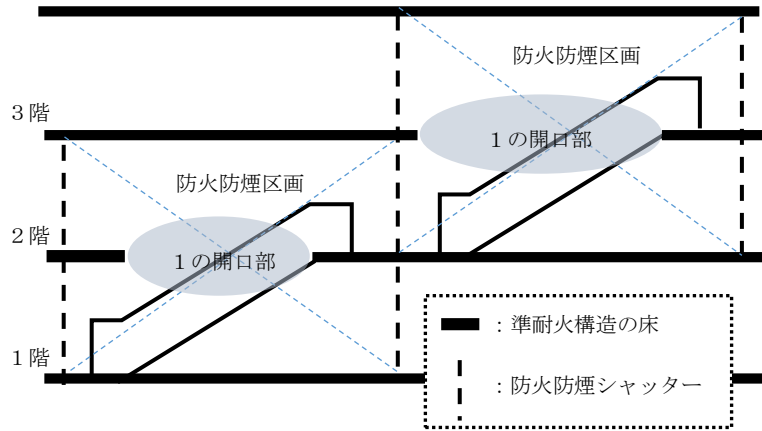 防火防煙区画
３階
１の開口部
防火防煙区画
２階
１の開口部
：準耐火構造の床
１階
：防火防煙シャッター